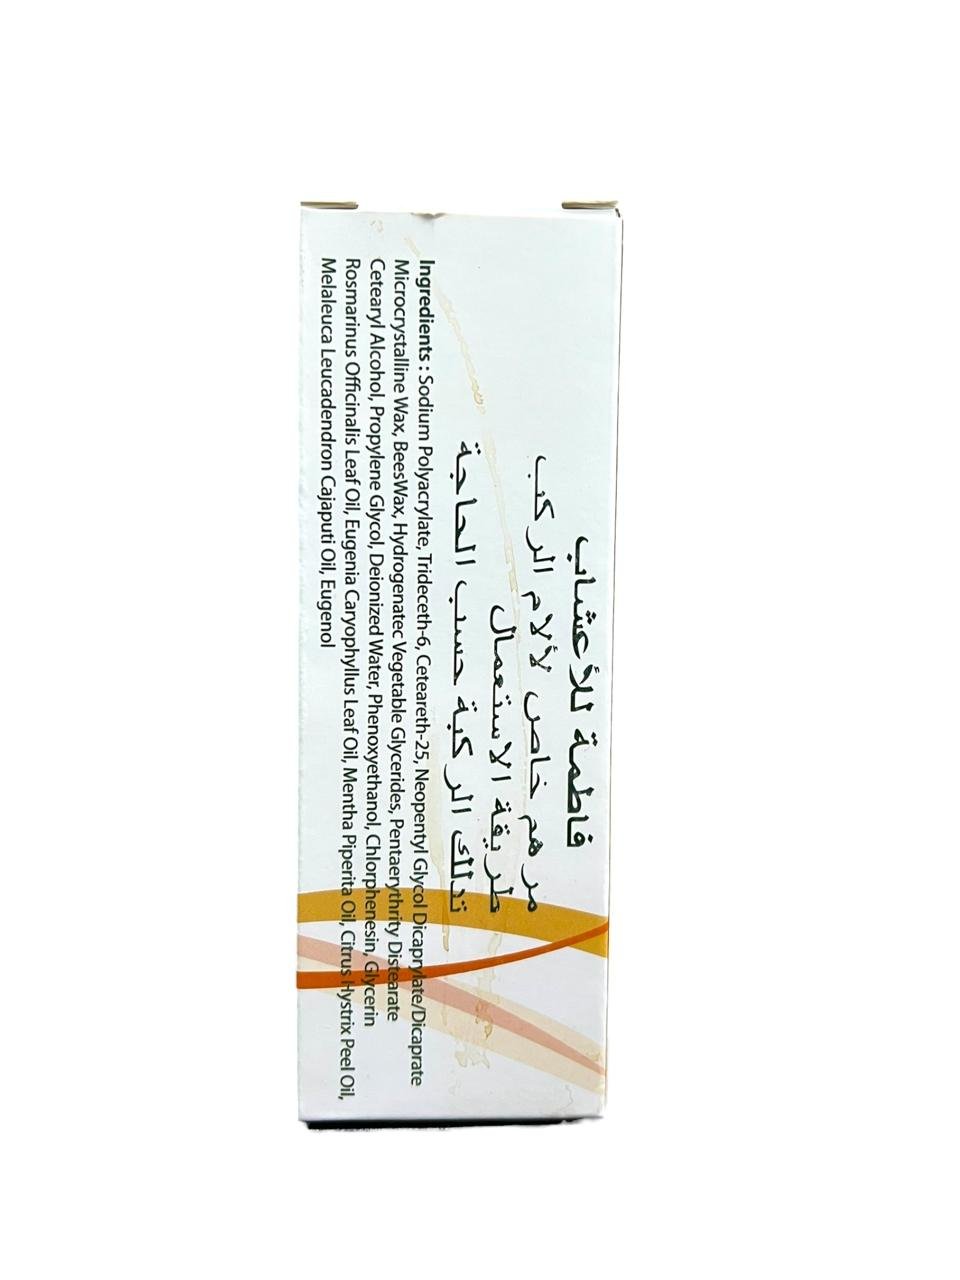 فاطمة للأعشاب
مرهم خاص لألام الركب
طريقة الاستعمال
تدلك الركبة حسب الحاجة
Ingredients : Sodium Polyacrylate, Trideceth-6, Ceteareth-25, Neopentyl Glycol Dicaprylate/Dicaprate
Microcrystalline Wax, BeesWax, Hydrogenatec Vegetable Glycerides, Pentaerythrity Distearate
Cetearyl Alcohol, Propylene Glycol, Deionized Water, Phenoxyethanol, Chlorphenesin, Glycerin
Rosmarinus Officinalis Leaf Oil, Eugenia Caryophyllus Leaf Oil, Mentha Piperita Oil, Citrus Hystrix Peel Oil,
Melaleuca Leucadendron Cajaputi Oil, Eugenol